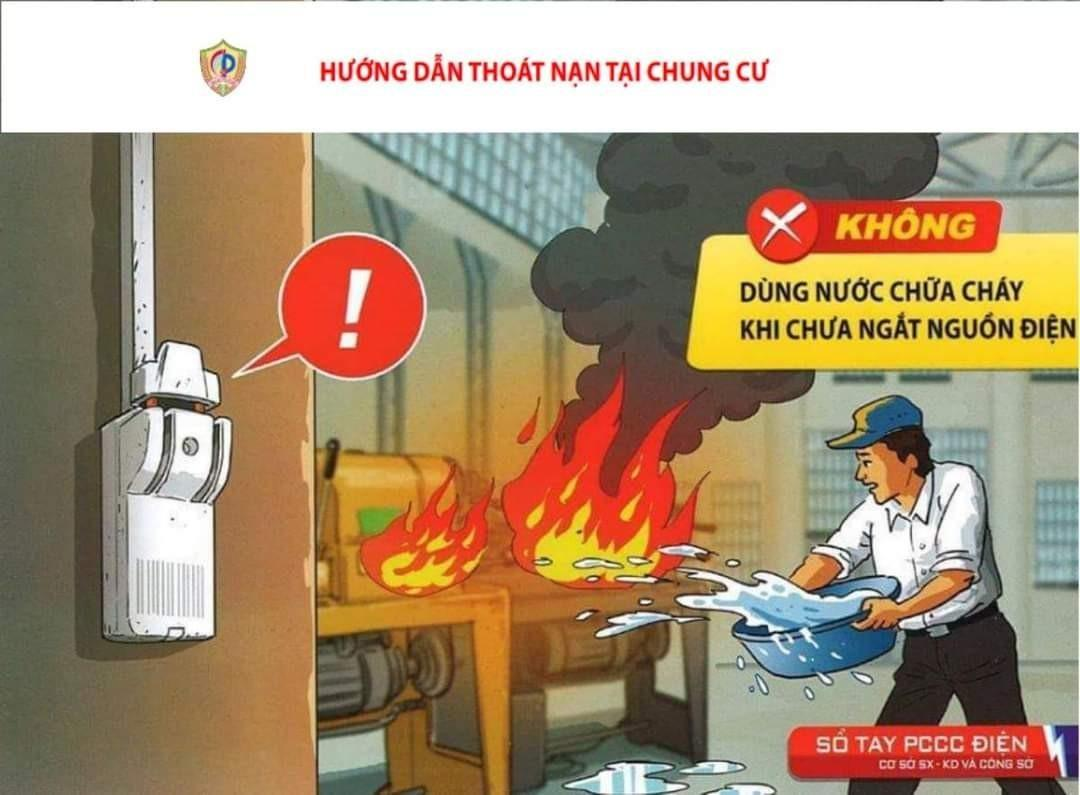 HƯỚNG DẪN THOÁT NẠN TẠI CHUNG CƯ
!
KHÔNG
DÙNG NƯỚC CHỮA CHÁY
KHI CHƯA NGẮT NGUỒN ĐIỆN
SỔ TAY PCCC ĐIỆN
CƠ SỞ SX - KD VÀ CÔNG SỞ